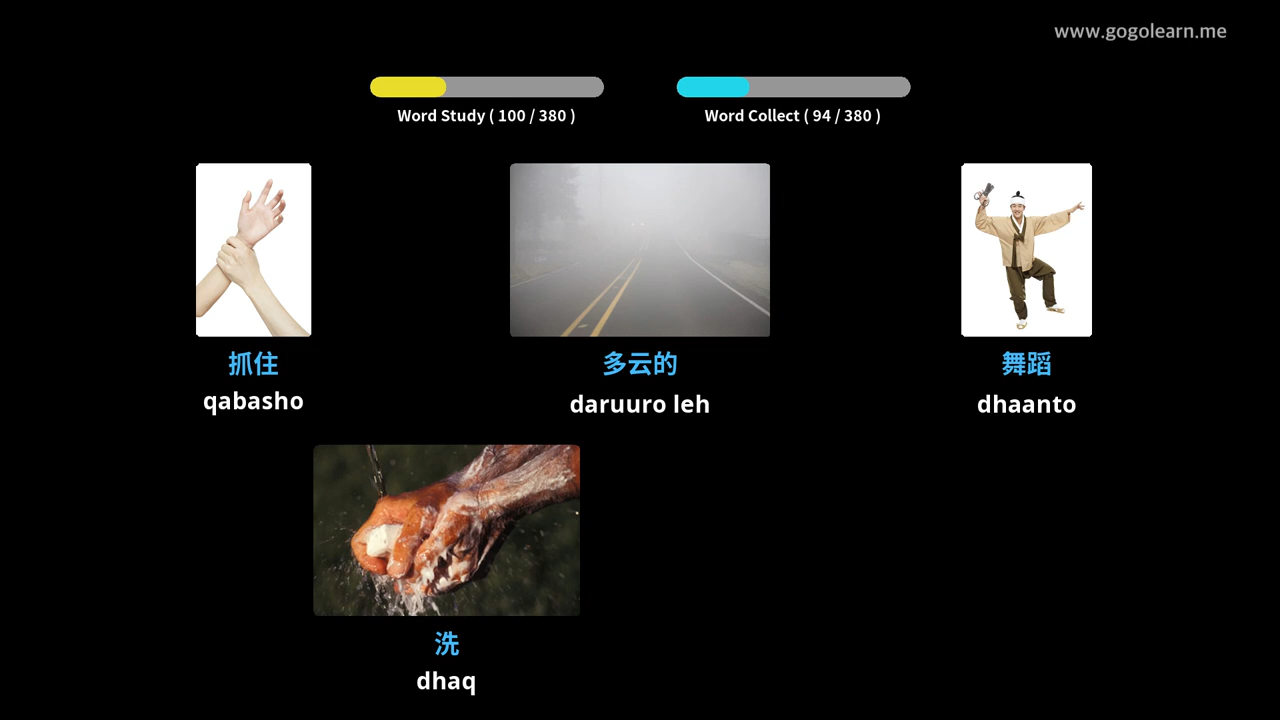 www.gogolearn.me
Word Study ( 100 / 380 )
Word Collect ( 94 / 380 )
抓住
qabasho
多云的
daruuro leh
舞蹈
dhaanto
洗
dhaq